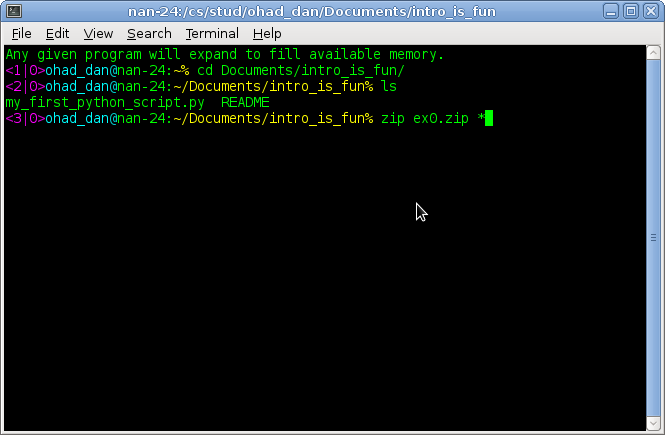 nan-24:/cs/stud/ohad_dan/Documents/intro_is_fun
File Edit View Search Terminal Help
Any given program will expand to fill available memory.
<1|0>ohad_dan@nan-24:~% cd Documents/intro_is_fun/
<2|0>ohad_dan@nan-24:~/Documents/intro_is_fun% ls
my_first_python_script.py  README
<3|0>ohad_dan@nan-24:~/Documents/intro_is_fun% zip ex0.zip *